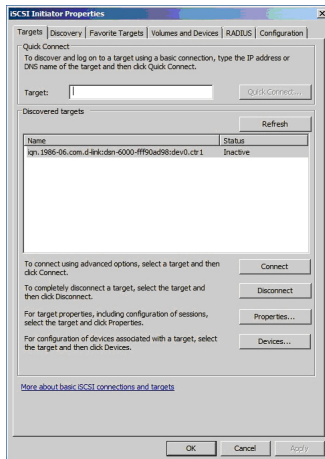 iSCSI Initiator Properties
Targets Discovery Favorite Targets Volumes and Devices RADIUS Configuration
Quick Connect
To discover and log on to a target using a basic connection, type the IP address or
DNS name of the target and then click Quick Connect.
Target: Quick Connect...
Discovered targets
Refresh
Name Status
iqn.1986-06.com.d-link:dsn-6000-fff90ad98:dev0.ctr1 Inactive
To connect using advanced options, select a target and then
click Connect.
Connect
To completely disconnect a target, select the target and
then click Disconnect.
Disconnect
For target properties, including configuration of sessions,
select the target and click Properties.
Properties...
For configuration of devices associated with a target, select
the target and then click Devices.
Devices...
More about basic iSCSI connections and targets
OK Cancel Apply